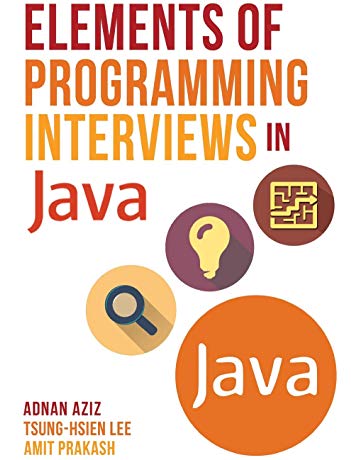 ELEMENTS OF
PROGRAMMING
INTERVIEWS IN
Java
Java
ADNAN AZIZ
TSUNG-HSIEN LEE
AMIT PRAKASH